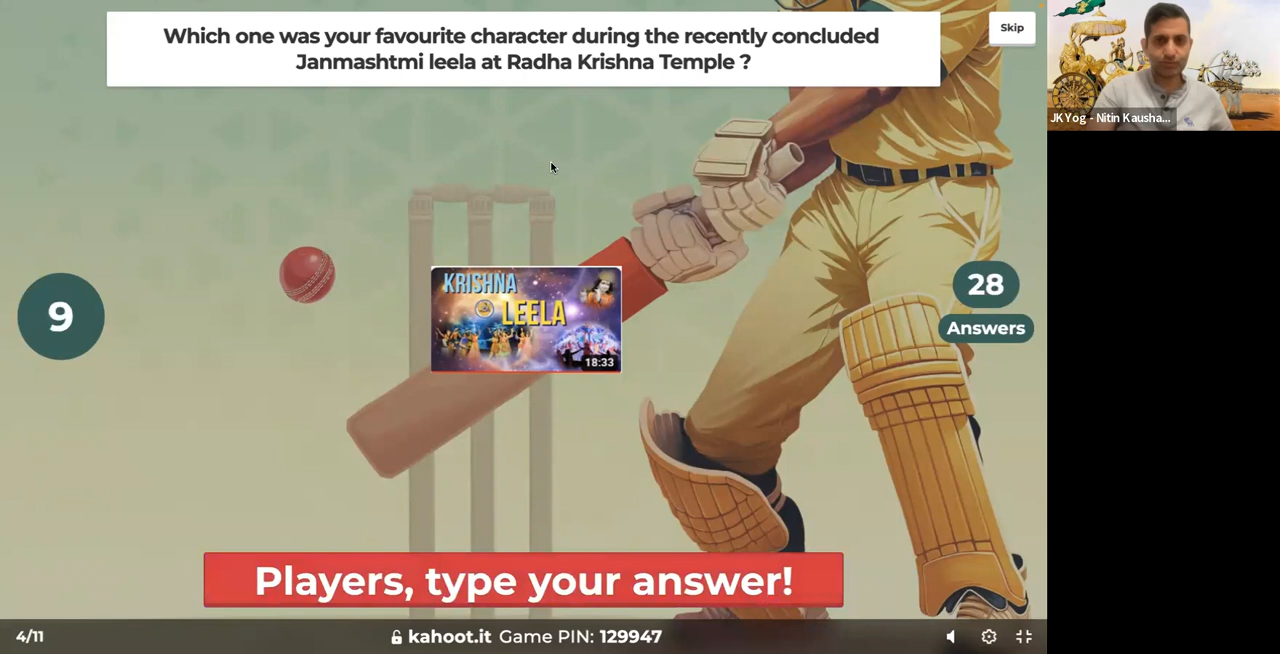 Which one was your favourite character during the recently concluded
Janmashtmi leela at Radha Krishna Temple ?
Skip
JKYog - Nitin Kausha...
KRISHNA
LEELA
18:33
9
28
Answers
Players, type your answer!
4/11
kahoot.it Game PIN: 129947